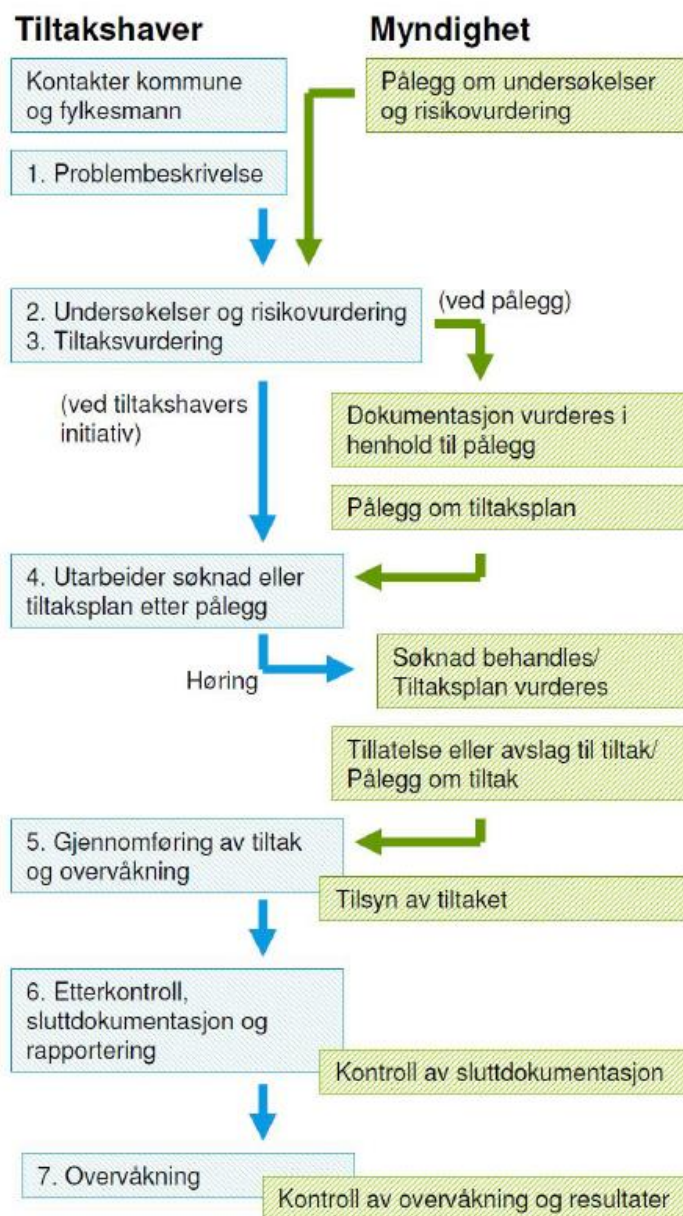 Tiltakshaver
Myndighet
Kontakter kommune
og fylkesmann
Pålegg om undersøkelser
og risikovurdering
1. Problembeskrivelse
2. Undersøkelser og risikovurdering
3. Tiltaksvurdering
(ved pålegg)
(ved tiltakshavers
initiativ)
Dokumentasjon vurderes i
henhold til pålegg
Pålegg om tiltaksplan
4. Utarbeider søknad eller
tiltaksplan etter pålegg
Høring
Søknad behandles/
Tiltaksplan vurderes
Tillatelse eller avslag til tiltak/
Pålegg om tiltak
5. Gjennomføring av tiltak
og overvåkning
Tilsyn av tiltaket
6. Etterkontroll,
sluttdokumentasjon og
rapportering
Kontroll av sluttdokumentasjon
7. Overvåkning
Kontroll av overvåkning og resultater